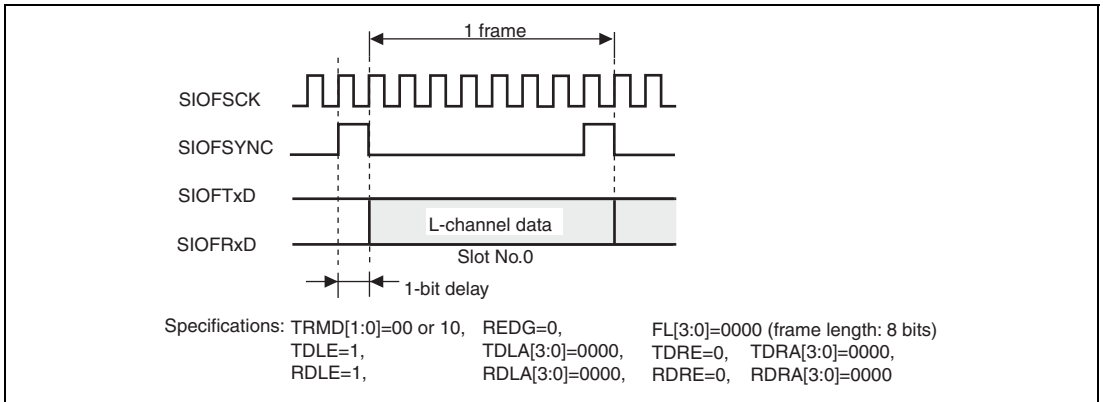 1 frame
SIOFSCK
SIOFSYNC
SIOFTxD
L-channel data
SIOFRxD
Slot No.0
1-bit delay
Specifications: TRMD[1:0]=00 or 10, REDG=0, FL[3:0]=0000 (frame length: 8 bits)
TDLE=1, TDLA[3:0]=0000, TDRE=0, TDRA[3:0]=0000,
RDLE=1, RDLA[3:0]=0000, RDRE=0, RDRA[3:0]=0000